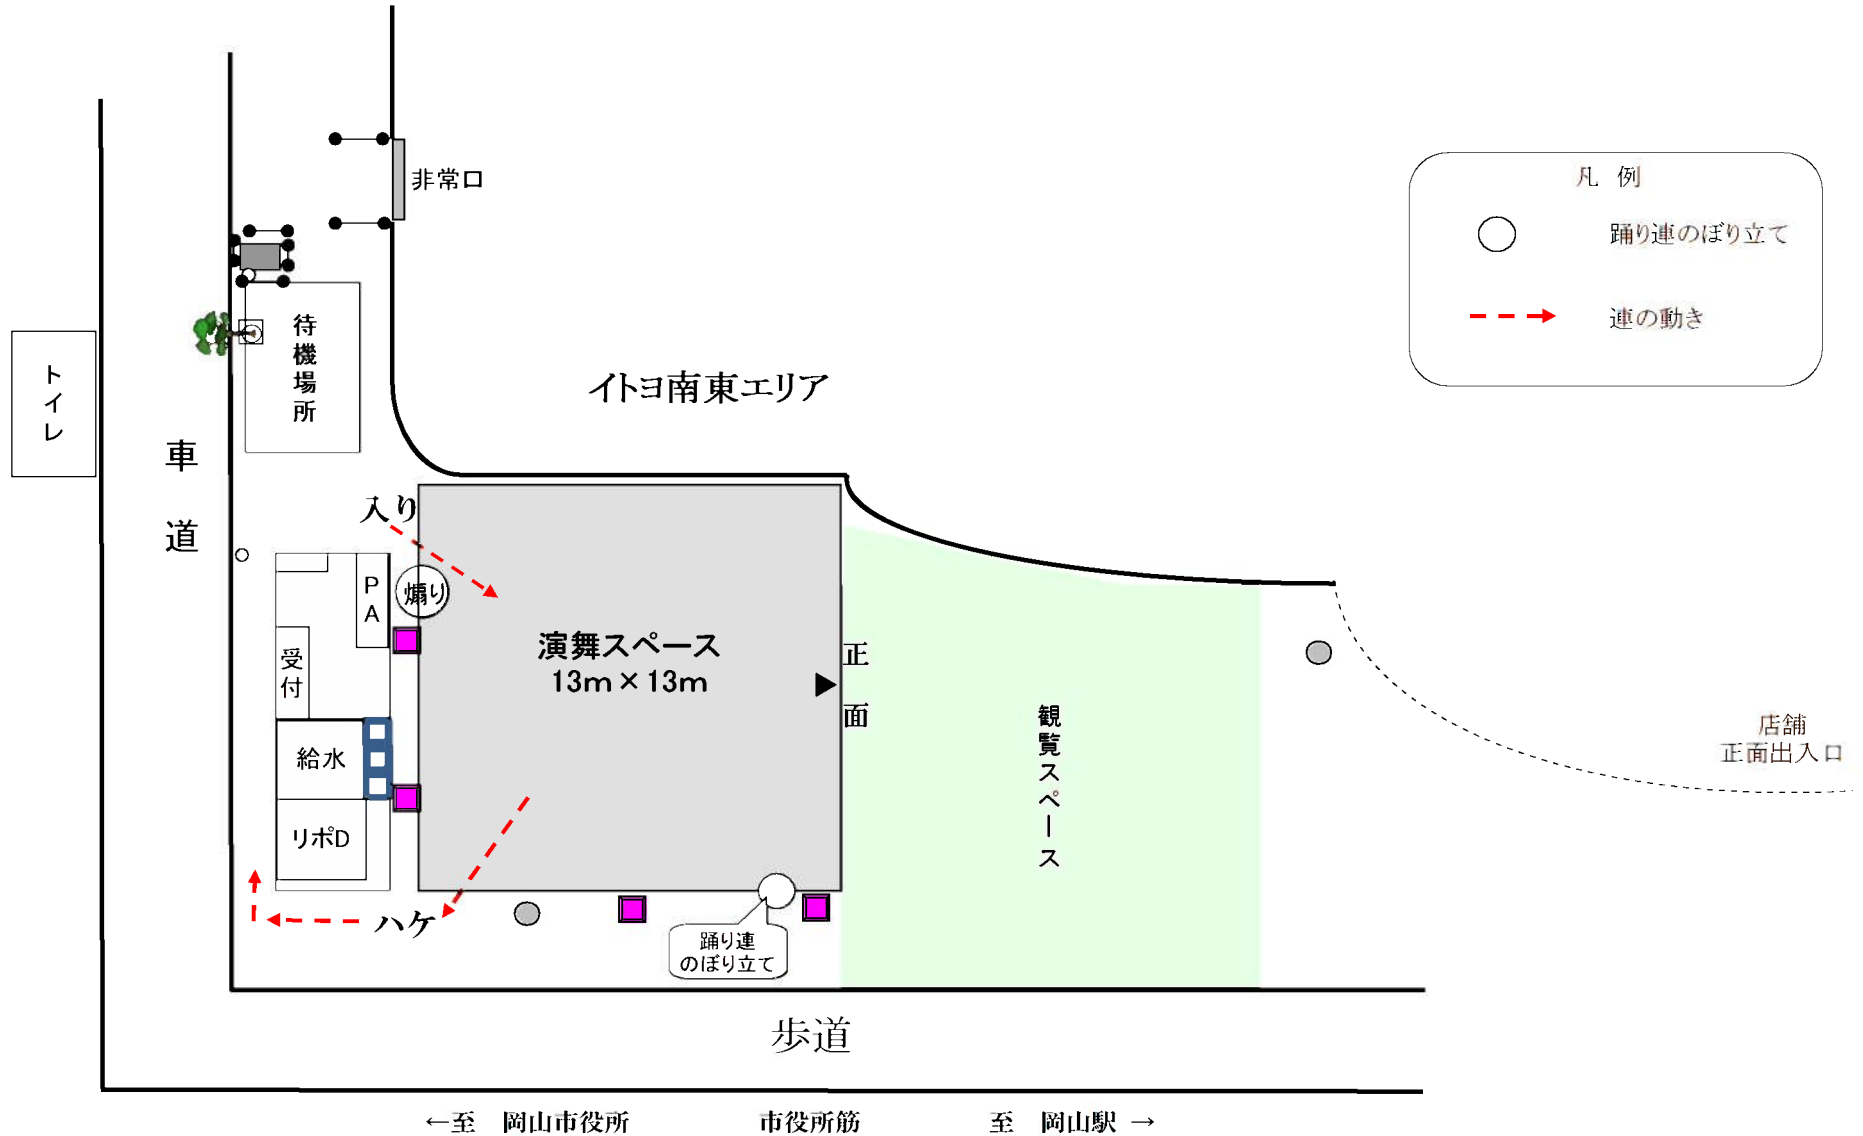 非常口
凡 例
踊り連のぼり立て
連の動き
待機場所
トイレ
イトヨ南東エリア
車道
入り
PA
煽り
受付
演舞スペース
13m×13m
正面
観覧スペース
店舗
正面出入口
給水
リポD
ハケ
踊り連
のぼり立て
歩道
←至 岡山市役所 市役所筋 至 岡山駅 →